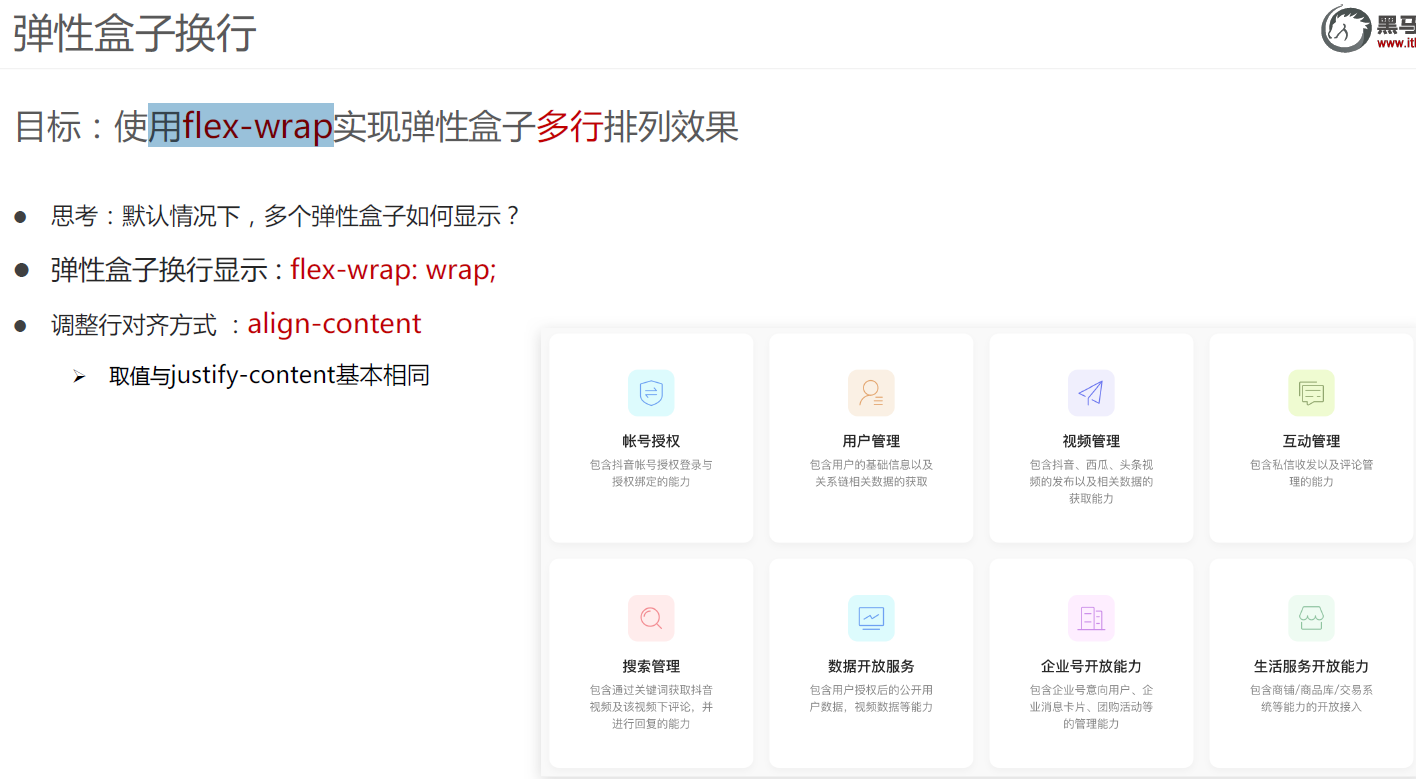 弹性盒子换行
黑马
www.itl
目标：使用flex-wrap实现弹性盒子多行排列效果
● 思考：默认情况下，多个弹性盒子如何显示？
● 弹性盒子换行显示 : flex-wrap: wrap;
● 调整行对齐方式 ：align-content
➢ 取值与justify-content基本相同
帐号授权
包含抖音帐号授权登录与
授权绑定的能力
用户管理
包含用户的基础信息以及
关系链相关数据的获取
视频管理
包含抖音、西瓜、头条视
频的发布以及相关数据的
获取能力
互动管理
包含私信收发以及评论管
理的能力
搜索管理
包含通过关键词获取抖音
视频及该视频下评论，并
进行回复的能力
数据开放服务
包含用户授权后的公开用
户数据，视频数据等能力
企业号开放能力
包含企业号意向用户、企
业消息卡片、团购活动等
的管理能力
生活服务开放能力
包含商铺/商品库/交易系
统等能力的开放接入